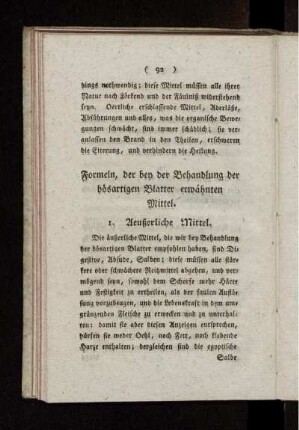 ( 92 )
dings nothwendig; diese Mittel müssen alle ihrer
Natur nach stärkend und der Fäulniß widerstehend
seyn. Oertliche erschlaffende Mittel, Aderläße,
Abführungen und alles, was die organische Bewe-
gungen schwächt, sind immer schädlich; sie ver-
anlassen den Brand in den Theilen, erschweren
die Eiterung, und verhindern die Heilung.
Formeln, der bey der Behandlung der
bösartigen Blatter erwähnten
Mittel.
1. Aeußerliche Mittel.
Die äußerliche Mittel, die wir bey Behandlung
der bösartigen Blatter empfohlen haben, sind Di-
gestive, Absude, Salben; diese müssen alle stär-
kere oder schwächere Reitzmittel abgeben, und ver-
mögend seyn, sowohl dem Schorfe mehr Härte
und Festigkeit zu ertheilen, als der faulen Auflö-
sung vorzubeugen, und die Lebenskraft in dem ane
gränzenden Fleische zu erwecken und zu unterhal-
ten: damit sie aber diesen Anzeigen entsprechen,
dürfen sie weder Oehl, noch Fett, noch klebende
Harze enthalten; dergleichen sind die egyptische
Salbe